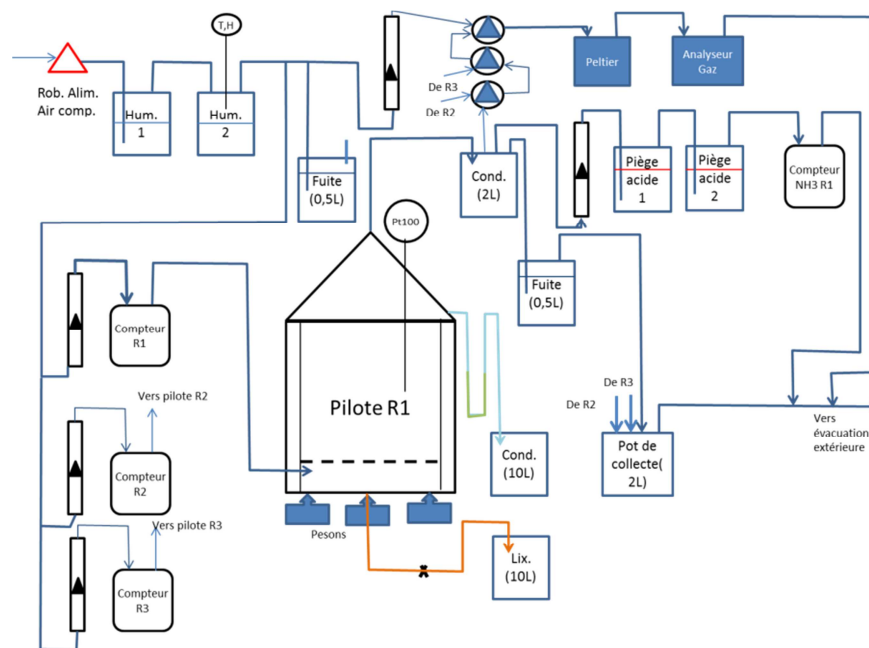 T,H
Rob. Alim.
Air comp.
Hum.
1
Hum.
2
De R3
De R2
Peltier
Analyseur
Gaz
Fuite
(0,5L)
Cond.
(2L)
Piège
acide
1
Piège
acide
2
Compteur
NH3 R1
Pt100
Fuite
(0,5L)
Compteur
R1
Pilote R1
De R3
De R2
Vers pilote R2
Compteur
R2
Cond.
(10L)
Pot de
collecte(
2L)
Vers
évacuation
extérieure
Vers pilote R3
Pesons
Compteur
R3
Lix.
(10L)